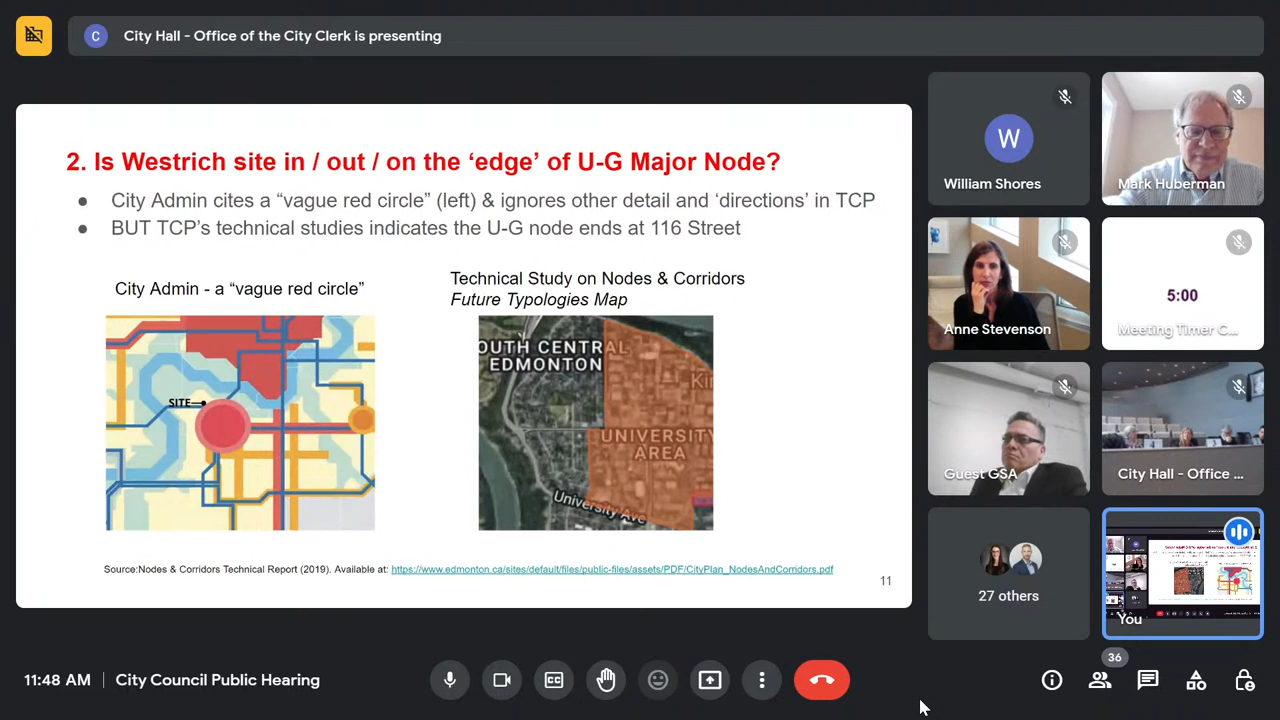 C
City Hall - Office of the City Clerk is presenting
2. Is Westrich site in / out / on the ‘edge’ of U-G Major Node?
● City Admin cites a “vague red circle” (left) & ignores other detail and ‘directions’ in TCP
● BUT TCP’s technical studies indicates the U-G node ends at 116 Street
City Admin - a “vague red circle”
Technical Study on Nodes & Corridors
Future Typologies Map
SITE
OUTH CENTRAL
EDMONTON
Kin
UNIVERSITY
AREA
University Ave
Source:Nodes & Corridors Technical Report (2019). Available at: https://www.edmonton.ca/sites/default/files/public-files/assets/PDF/CityPlan_NodesAndCorridors.pdf
11
W
William Shores
Mark Huberman
Anne Stevenson
5:00
Meeting Timer C...
Guest GSA
City Hall - Office ...
27 others
You
11:48 AM
City Council Public Hearing
CC
36